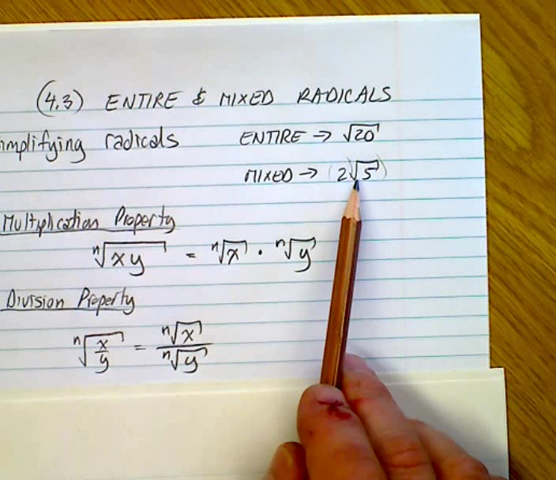 (4.3) ENTIRE & MIXED RADICALS
implifying radicals ENTIRE → √20
MIXED → (2√5)
Multiplication Property
ⁿ√xy = ⁿ√x · ⁿ√y
Division Property
ⁿ√(x/y) = ⁿ√x / ⁿ√y